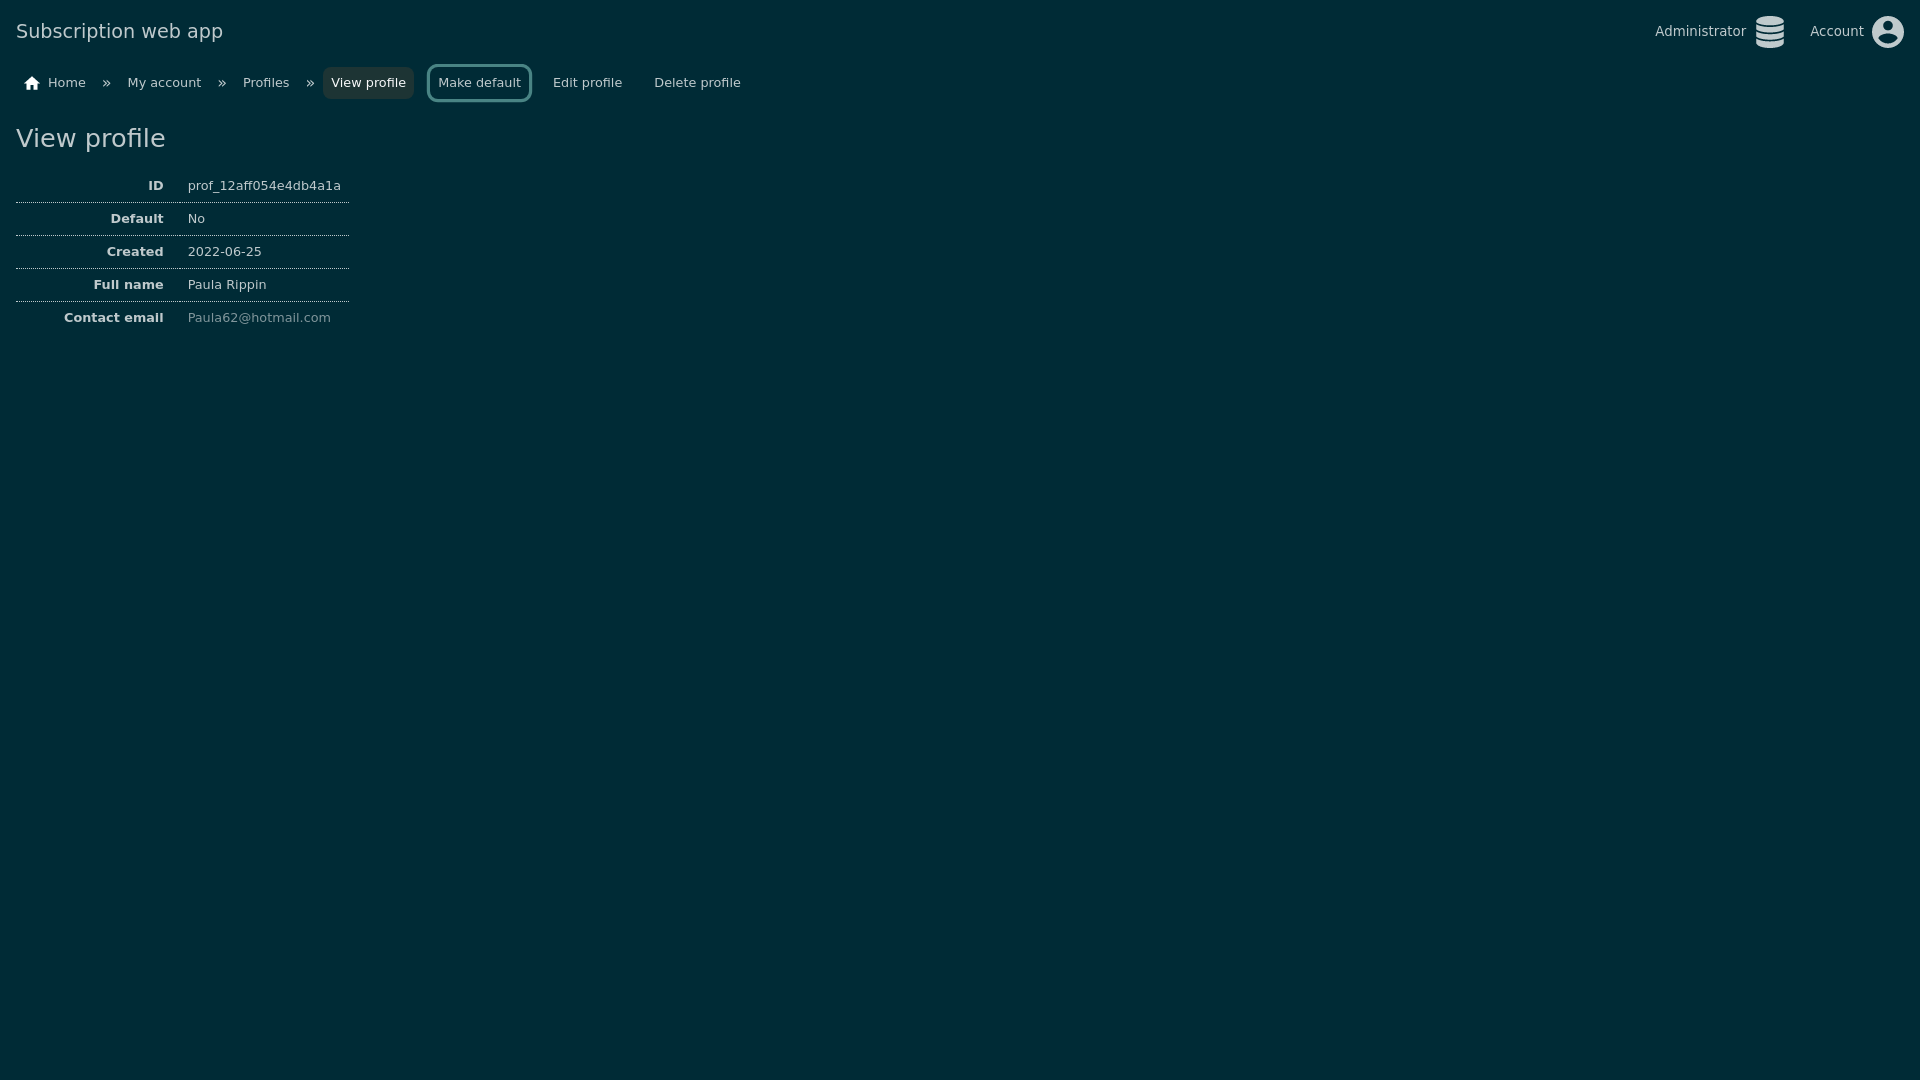 Subscription web app
Administrator
Account
Home » My account » Profiles » View profile Make default Edit profile Delete profile
View profile
ID prof_12aff054e4db4a1a
Default No
Created 2022-06-25
Full name Paula Rippin
Contact email Paula62@hotmail.com